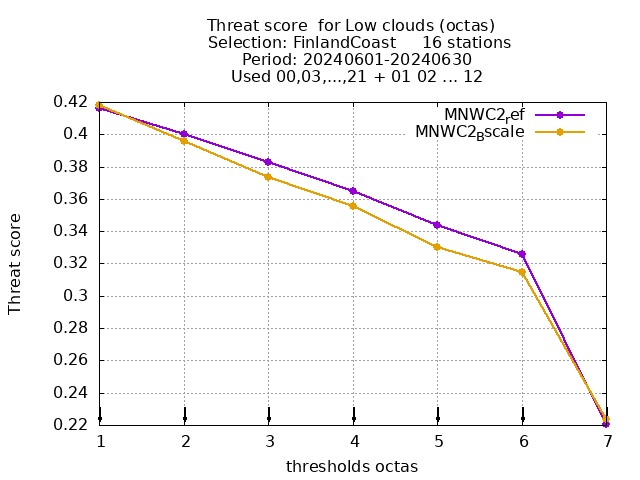 Threat score  for Low clouds (octas)
Selection: FinlandCoast     16 stations
Period: 20240601-20240630
Used 00,03,...,21 + 01 02 ... 12
MNWC2_ref
MNWC2_Bscale
0.42
0.4
0.38
0.36
0.34
0.32
0.3
0.28
0.26
0.24
0.22
Threat score
1 2 3 4 5 6 7
thresholds octas